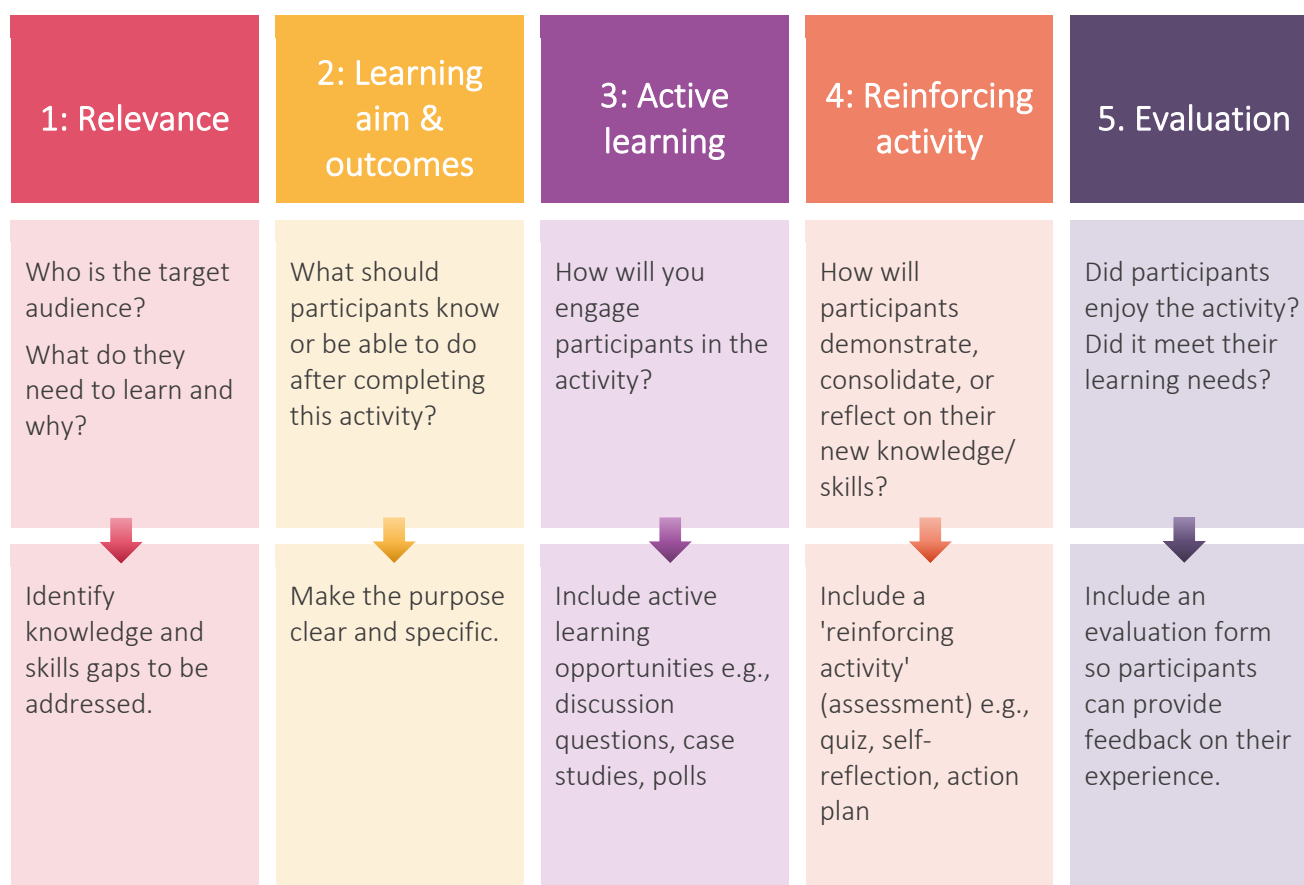 1: Relevance
2: Learning
aim &
outcomes
3: Active
learning
4: Reinforcing
activity
5. Evaluation
Who is the target
audience?
What do they
need to learn and
why?
What should
participants know
or be able to do
after completing
this activity?
How will you
engage
participants in the
activity?
How will
participants
demonstrate,
consolidate, or
reflect on their
new knowledge/
skills?
Did participants
enjoy the activity?
Did it meet their
learning needs?
Identify
knowledge and
skills gaps to be
addressed.
Make the purpose
clear and specific.
Include active
learning
opportunities e.g.,
discussion
questions, case
studies, polls
Include a
'reinforcing
activity'
(assessment) e.g.,
quiz, self-
reflection, action
plan
Include an
evaluation form
so participants
can provide
feedback on their
experience.